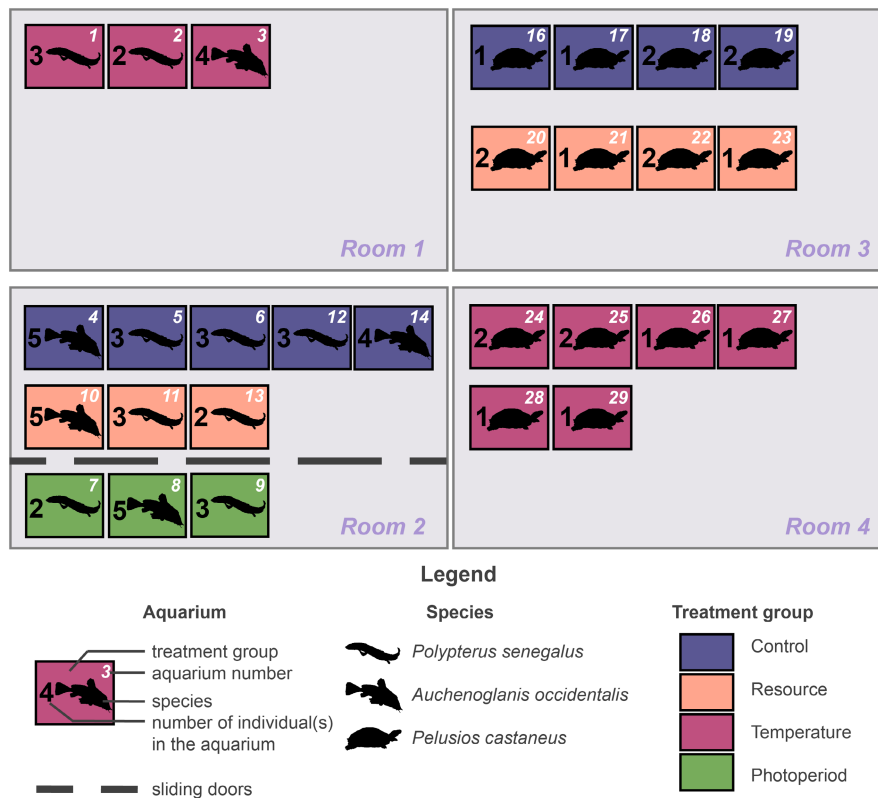 1 2 3
3 2 4
Room 1
16 17 18 19
1 1 2 2
20 21 22 23
2 1 2 1
Room 3
4 5 6 12 14
5 3 3 3 4
10 11 13
5 3 2
7 8 9
2 5 3
Room 2
24 25 26 27
2 2 1 1
28 29
1 1
Room 4
Legend
Aquarium
3
4
treatment group
aquarium number
species
number of individual(s)
in the aquarium
sliding doors
Species
Polypterus senegalus
Auchenoglanis occidentalis
Pelusios castaneus
Treatment group
Control
Resource
Temperature
Photoperiod